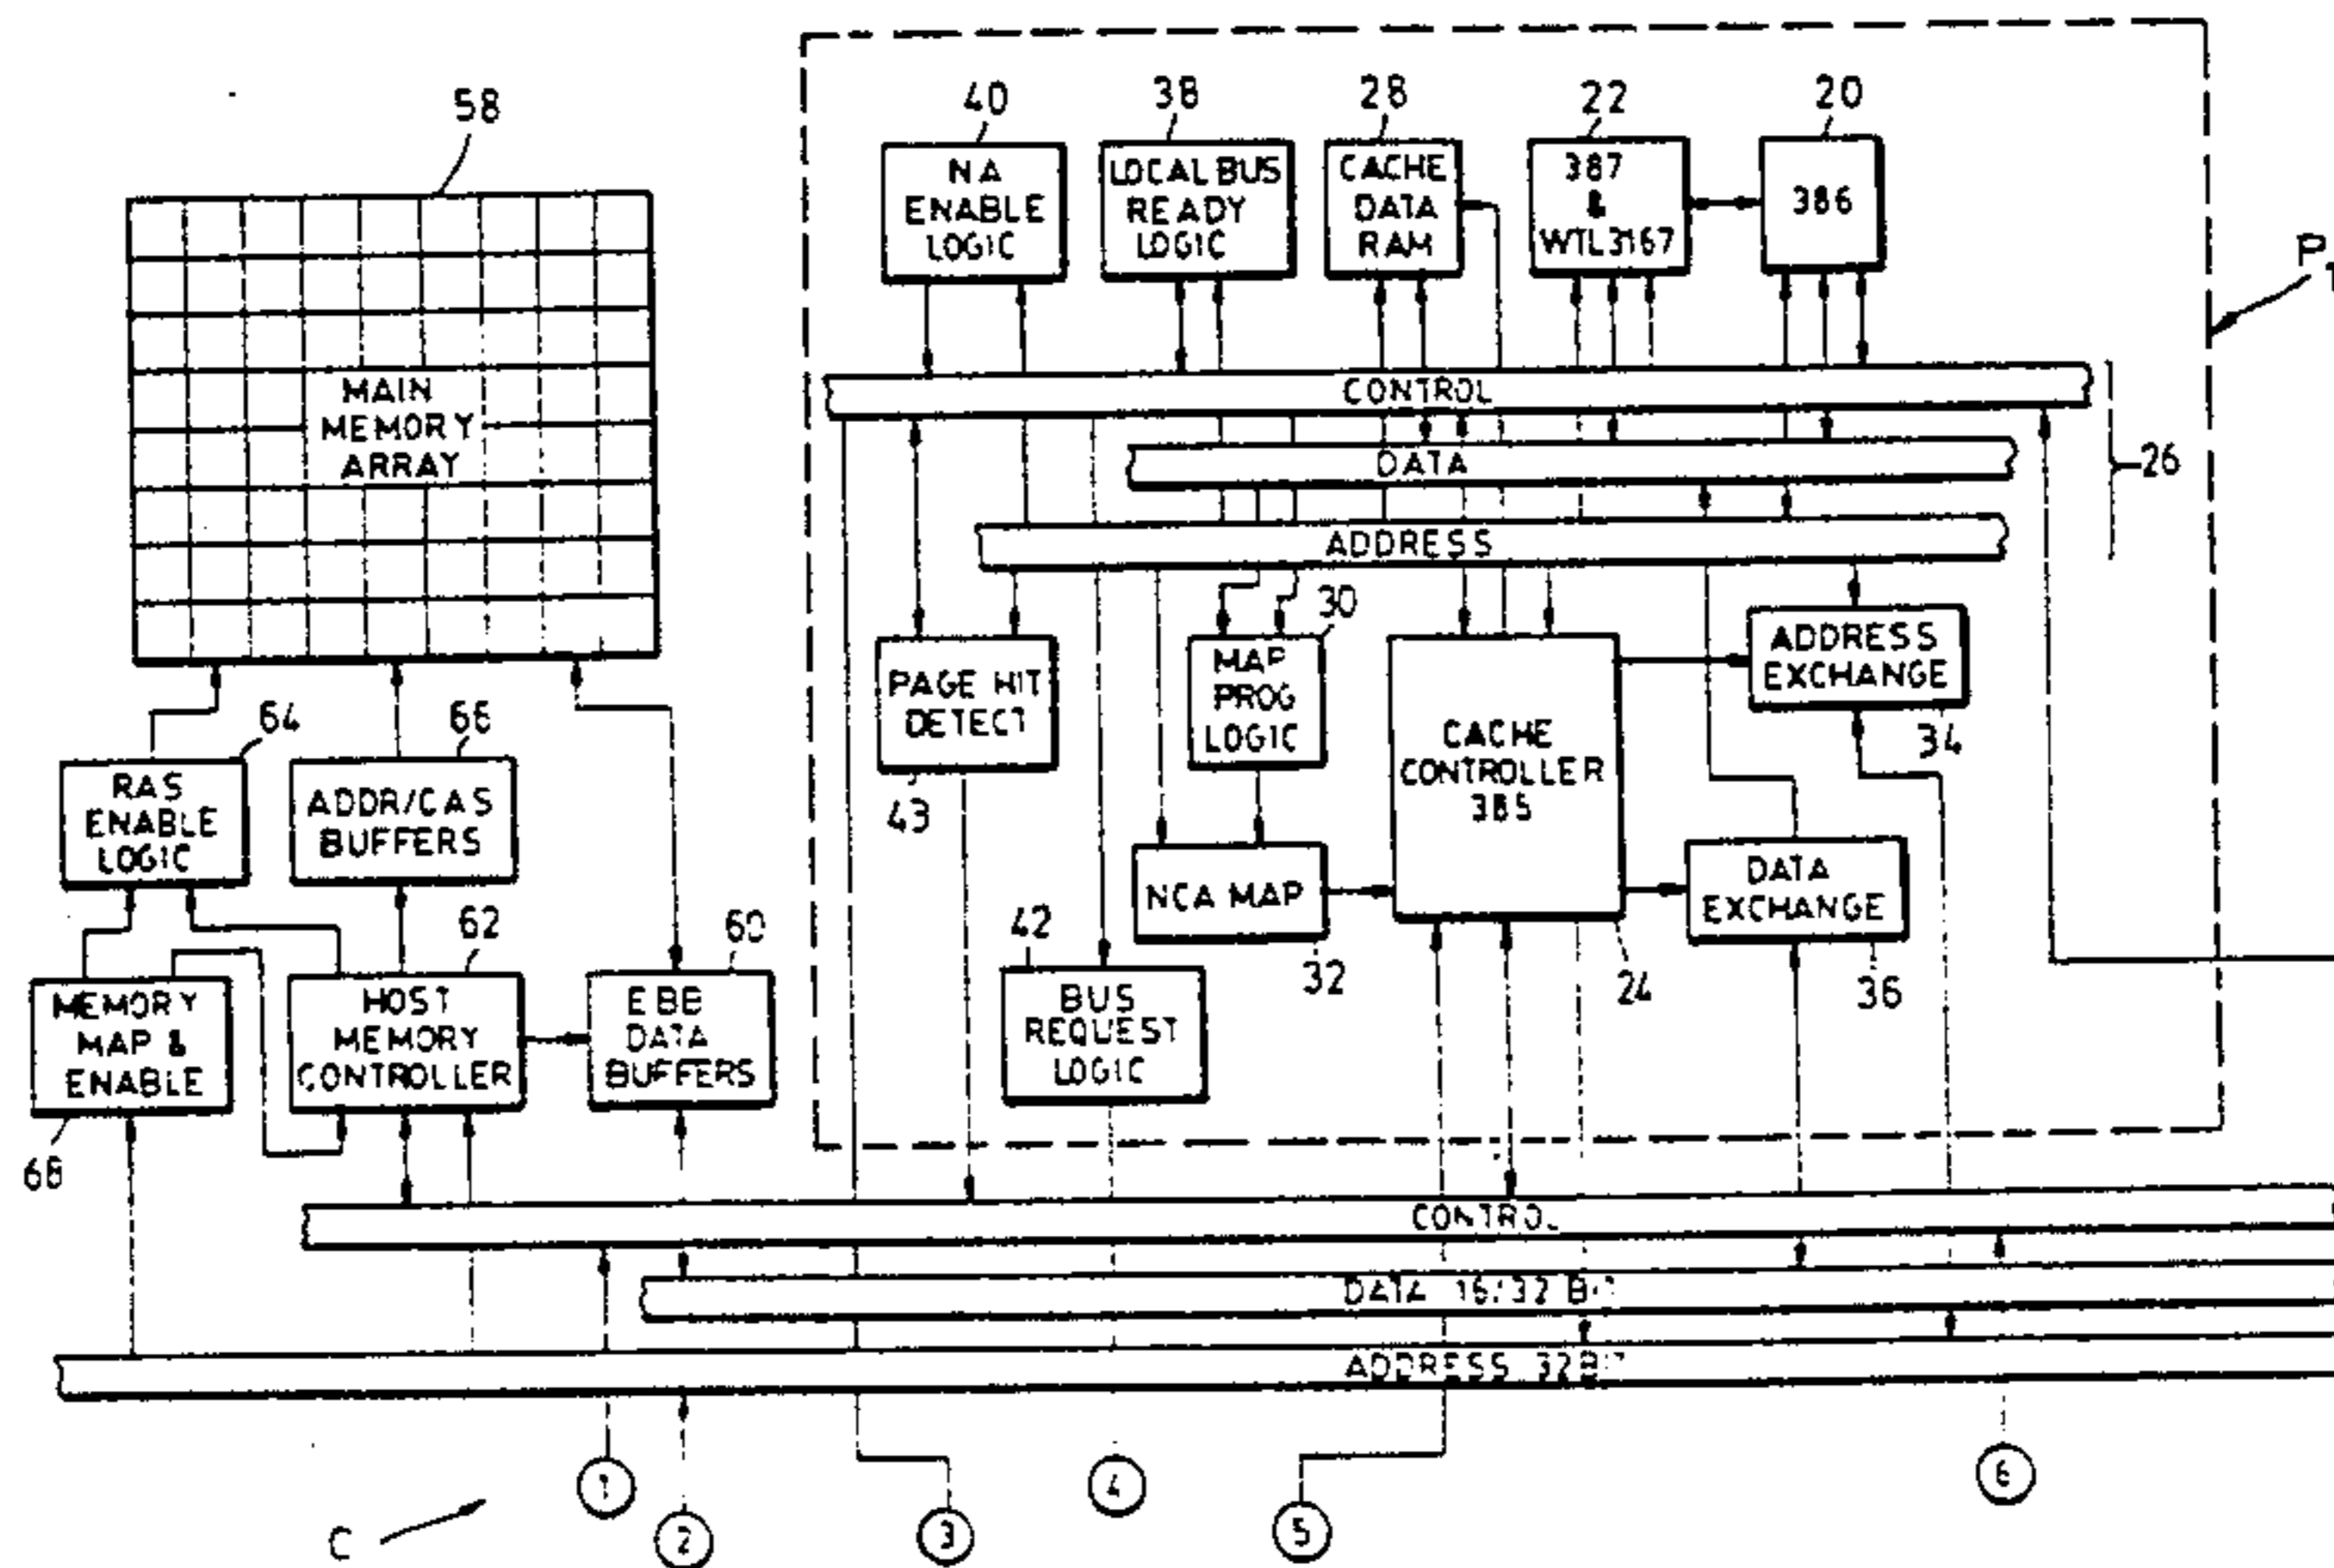 58
40
38
28
22
20
NA
ENABLE
LOGIC
LOCAL BUS
READY
LOGIC
CACHE
DATA
RAM
387
&
WTL3167
386
P1
MAIN
MEMORY
ARRAY
CONTROL
DATA
26
ADDRESS
30
PAGE HIT
DETECT
43
MAP
PROG
LOGIC
CACHE
CONTROLLER
385
ADDRESS
EXCHANGE
34
64
66
RAS
ENABLE
LOGIC
ADDR/CAS
BUFFERS
NCA MAP
32
24
DATA
EXCHANGE
36
62
60
42
MEMORY
MAP &
ENABLE
68
HOST
MEMORY
CONTROLLER
EBB
DATA
BUFFERS
BUS
REQUEST
LOGIC
CONTROL
DATA 16/32 BIT
ADDRESS 32BIT
C
1
2
3
4
5
6